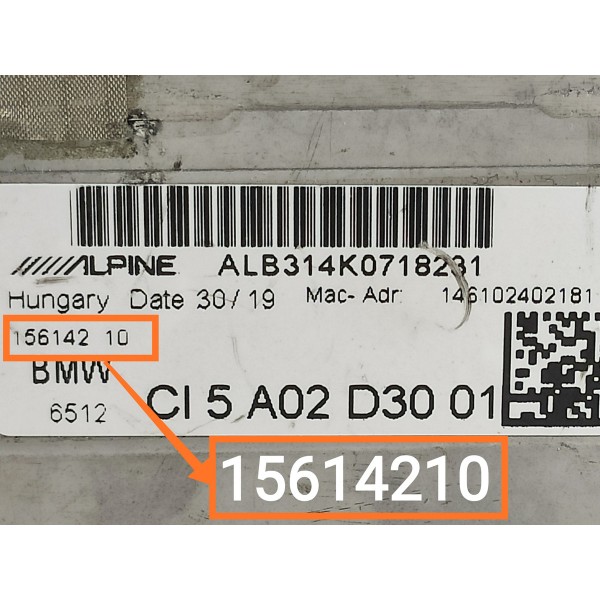 ALPINE ALB314K0718231
Hungary Date 30/19 Mac- Adr: 146102402181
156142 10
BMW
6512 CI 5 A02 D30 01
15614210